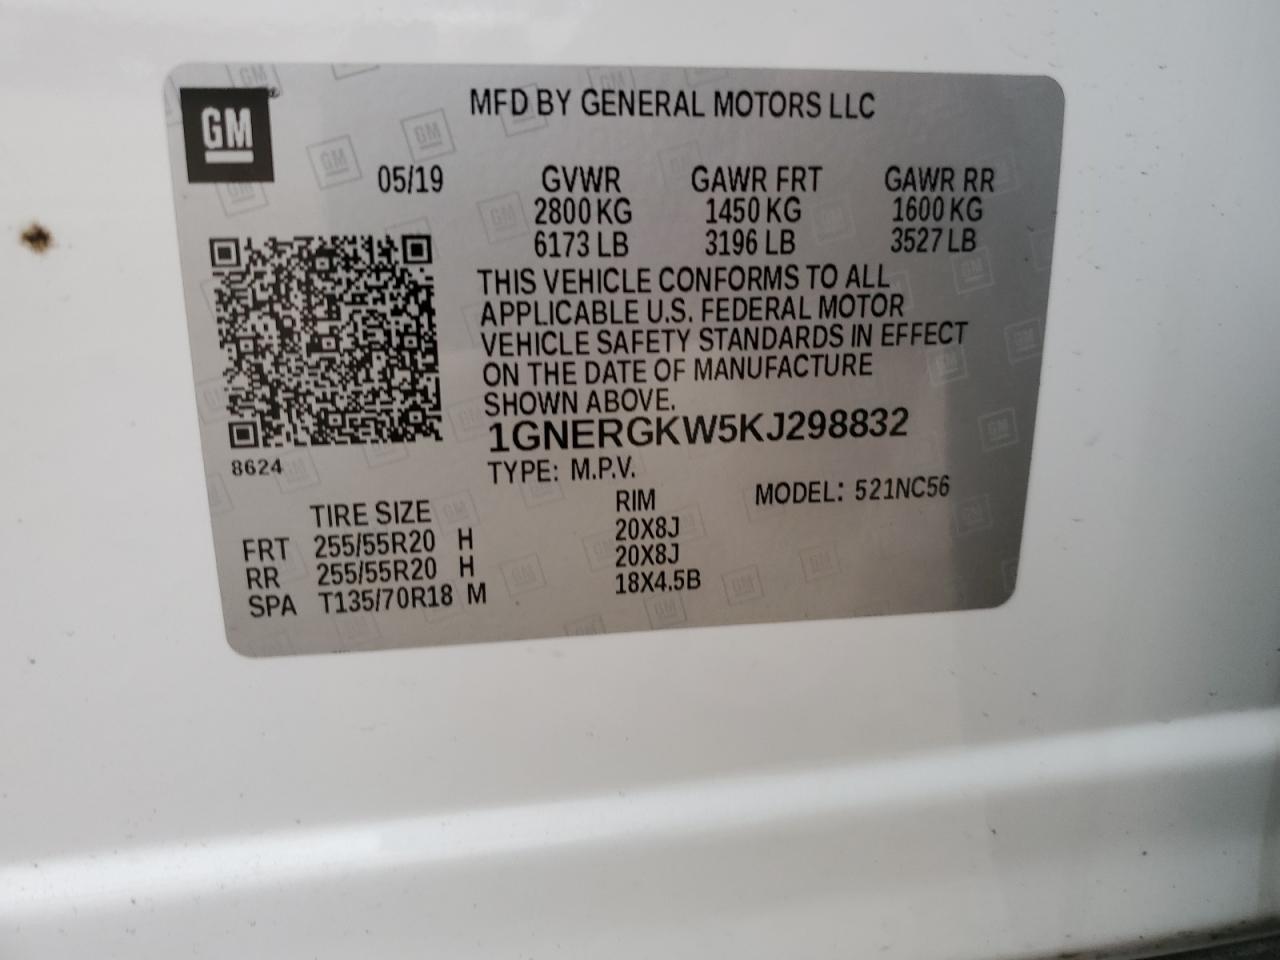 GM
MFD BY GENERAL MOTORS LLC
05/19 GVWR GAWR FRT GAWR RR
2800 KG 1450 KG 1600 KG
6173 LB 3196 LB 3527 LB
THIS VEHICLE CONFORMS TO ALL
APPLICABLE U.S. FEDERAL MOTOR
VEHICLE SAFETY STANDARDS IN EFFECT
ON THE DATE OF MANUFACTURE
SHOWN ABOVE.
1GNERGKW5KJ298832
8624
TYPE: M.P.V.
MODEL: 521NC56
TIRE SIZE RIM
FRT 255/55R20 H 20X8J
RR 255/55R20 H 20X8J
SPA T135/70R18 M 18X4.5B